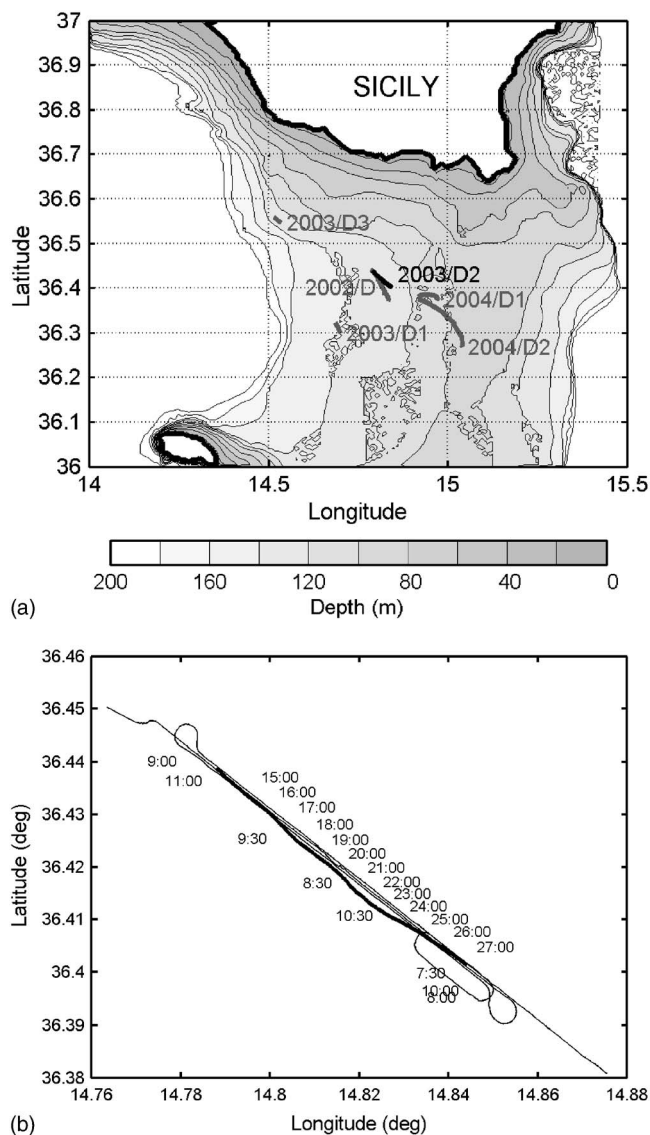 37
36.9
36.8
36.7
36.6
36.5
36.4
36.3
36.2
36.1
36
Latitude
SICILY
2003/D3
2003/D2
2002/D
2004/D1
2003/D1
2004/D2
14 14.5 15 15.5
Longitude
200 160 120 80 40 0
Depth (m)
(a)
36.46
36.45
36.44
36.43
36.42
36.41
36.4
36.39
36.38
Latitude (deg)
9:00
11:00
15:00
16:00
17:00
9:30
18:00
19:00
20:00
8:30
21:00
22:00
10:30
23:00
24:00
25:00
26:00
27:00
7:30
10:00
8:00
14.76 14.78 14.8 14.82 14.84 14.86 14.88
Longitude (deg)
(b)